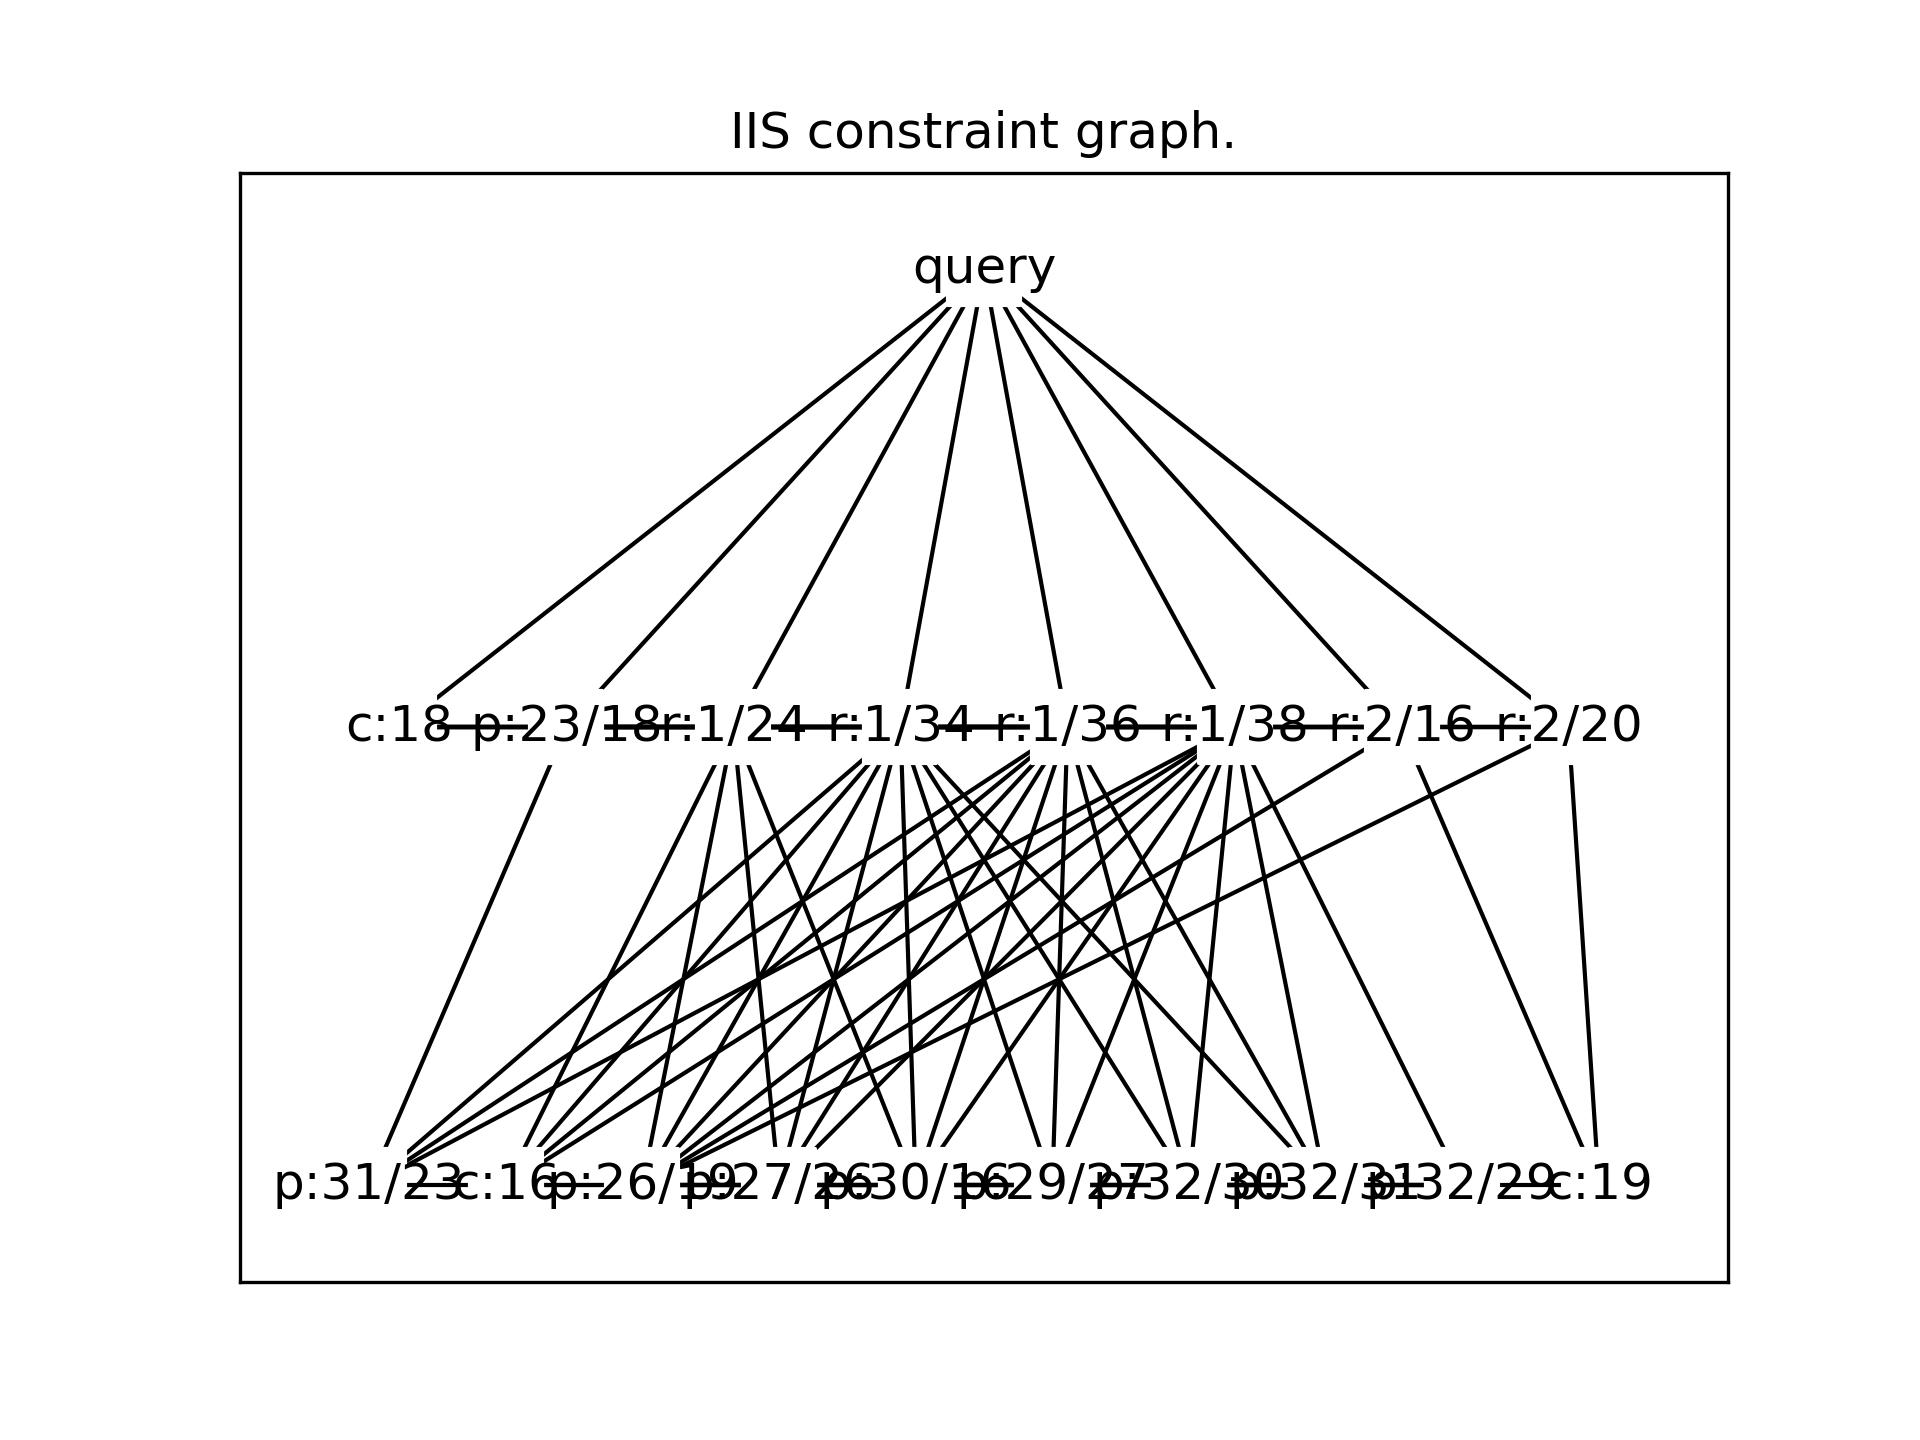 IIS constraint graph.
query
c:18 p:23/18 r:1/24 r:1/34 r:1/36 r:1/38 r:2/16 r:2/20
p:31/23 c:16 p:26/19 p:27/26 p:30/16 p:29/27 p:32/30 p:32/31 p:32/29 c:19